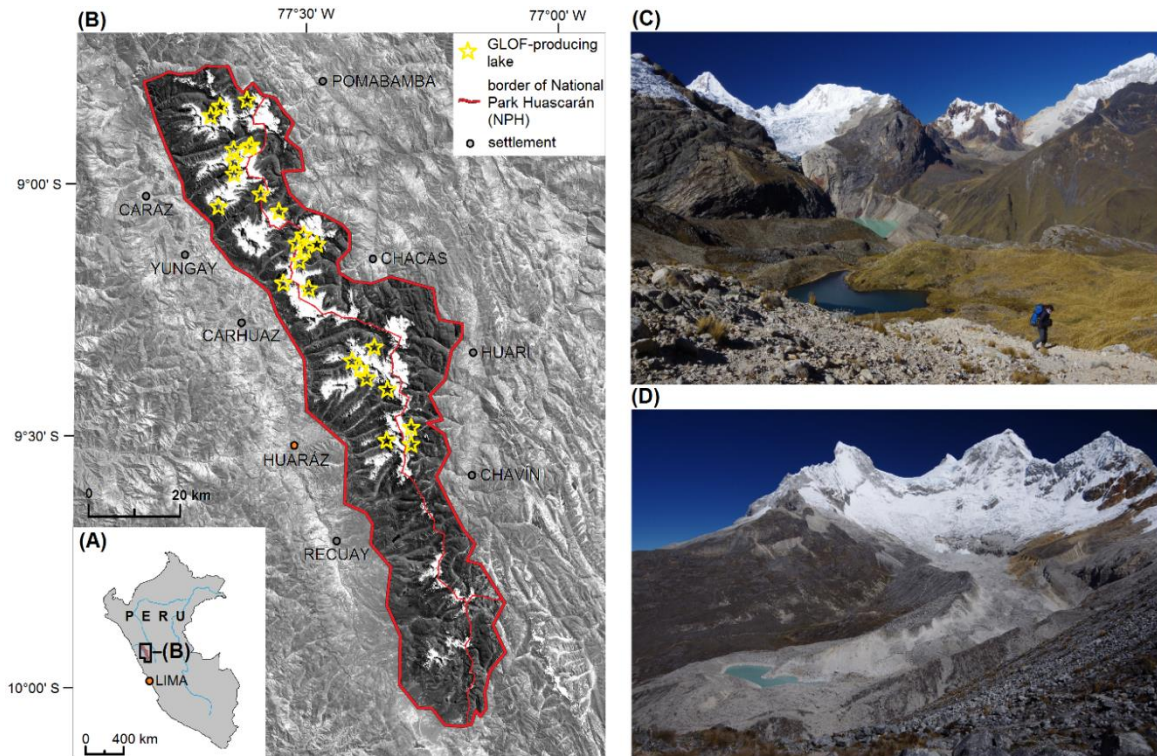 (B)
77°30' W
77°00' W
GLOF-producing
lake
border of National
Park Huascarán
(NPH)
settlement
POMABAMBA
9°00' S
CARAZ
YUNGAY
CHACAS
CARHUAZ
HUARI
9°30' S
HUARÁZ
CHAVÍN
0 20 km
RECUAY
10°00' S
(A)
PERU
(B)
LIMA
0 400 km
(C)
(D)